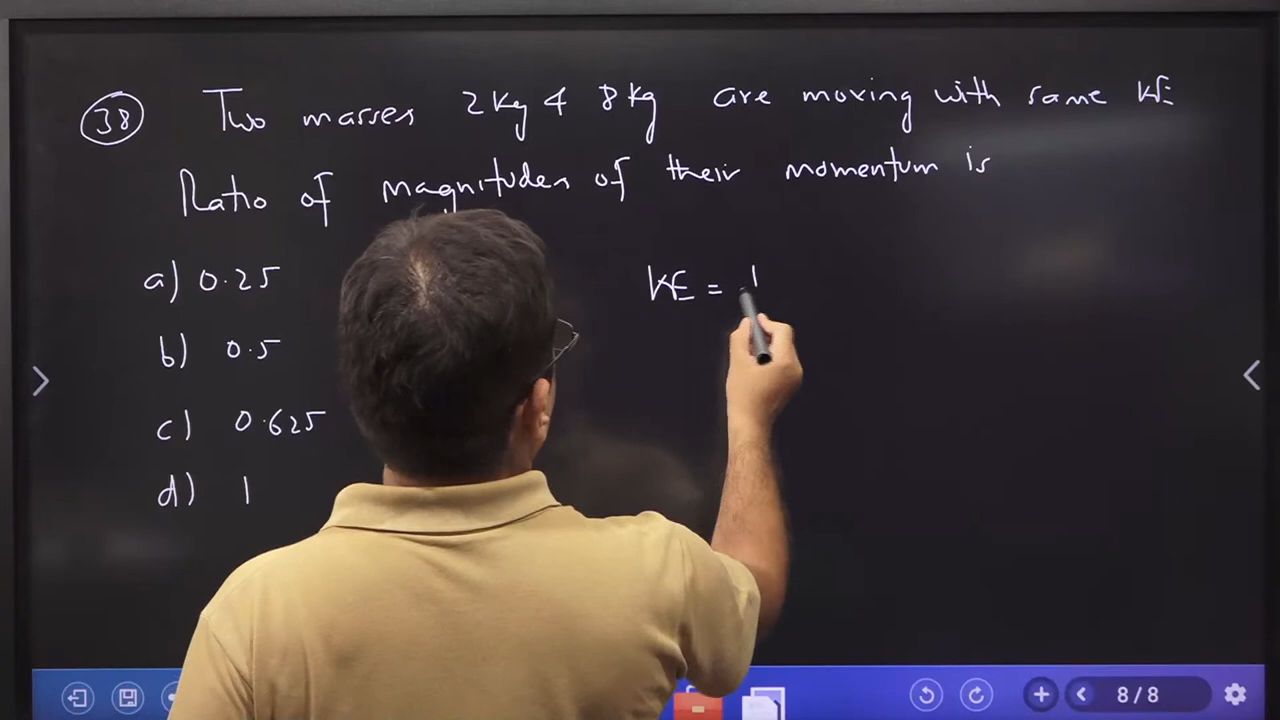 38 Two masses 2Kg & 8Kg are moving with same KE
Ratio of magnitudes of their momentum is
a) 0.25
KE = 1
b) 0.5
c) 0.625
d) 1
8/8